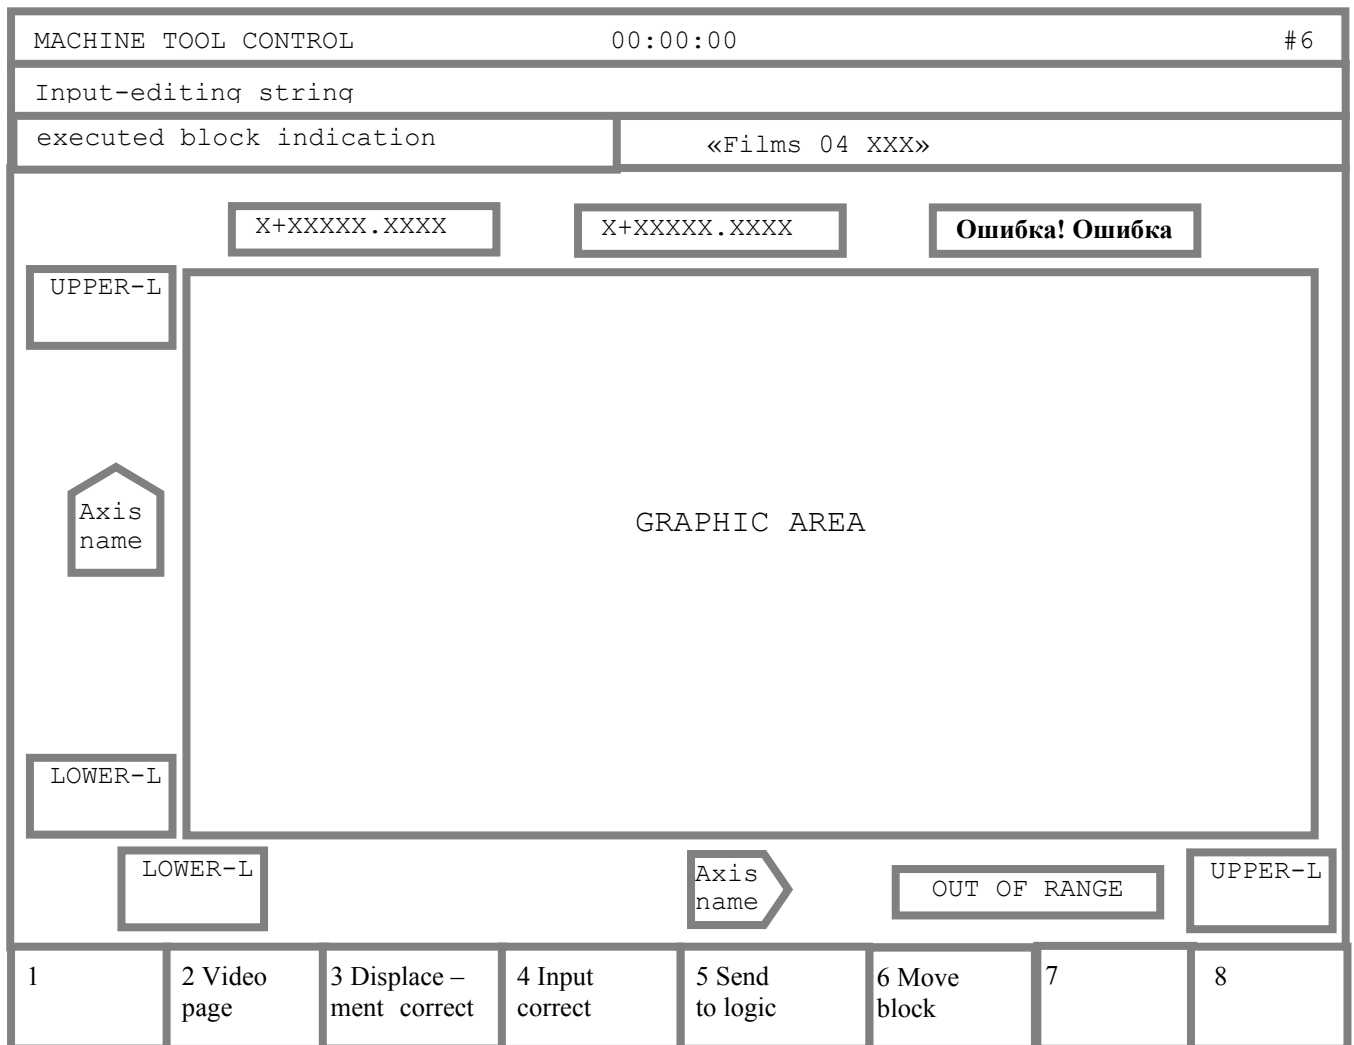 MACHINE TOOL CONTROL 00:00:00 #6
Input-editing string
executed block indication «Films 04 XXX»
X+XXXXX.XXXX X+XXXXX.XXXX Ошибка! Ошибка
UPPER-L
Axis
name
GRAPHIC AREA
LOWER-L
LOWER-L
Axis
name
OUT OF RANGE
UPPER-L
1
2 Video
page
3 Displace –
ment correct
4 Input
correct
5 Send
to logic
6 Move
block
7
8